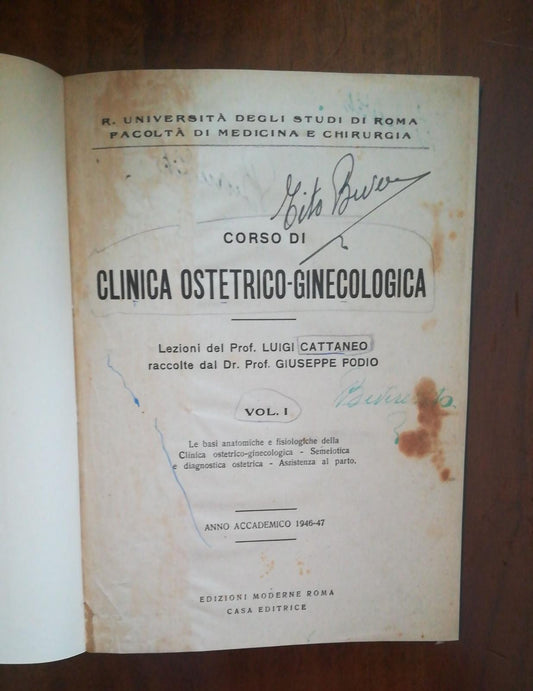 R. UNIVERSITÀ DEGLI STUDI DI ROMA
FACOLTÀ DI MEDICINA E CHIRURGIA
Tito
CORSO DI
CLINICA OSTETRICO-GINECOLOGICA
Lezioni del Prof. LUIGI CATTANEO
raccolte dal Dr. Prof. GIUSEPPE PODIO
VOL. I
Le basi anatomiche e fisiologiche della
Clinica ostetrico-ginecologica - Semeiotica
e diagnostica ostetrica - Assistenza al parto.
ANNO ACCADEMICO 1946-47
EDIZIONI MODERNE ROMA
CASA EDITRICE